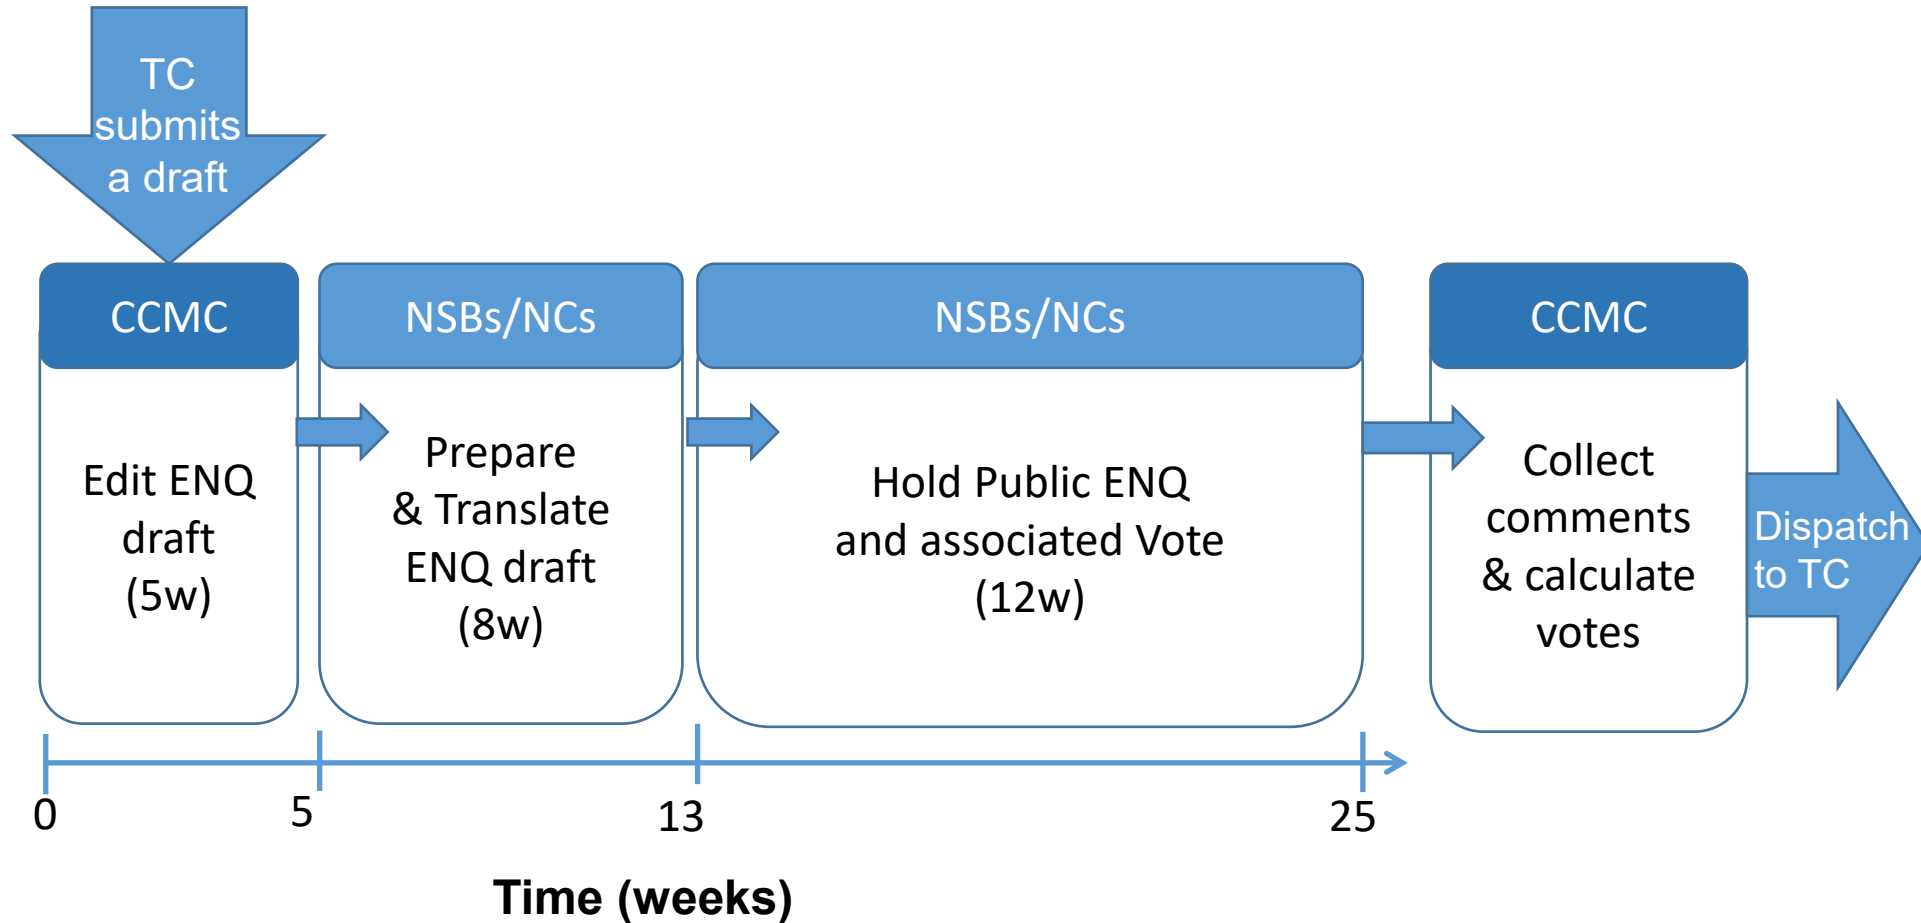 TC
submits
a draft
CCMC
Edit ENQ
draft
(5w)
NSBs/NCs
Prepare
& Translate
ENQ draft
(8w)
NSBs/NCs
Hold Public ENQ
and associated Vote
(12w)
CCMC
Collect
comments
& calculate
votes
Dispatch
to TC
0
5
13
25
Time (weeks)